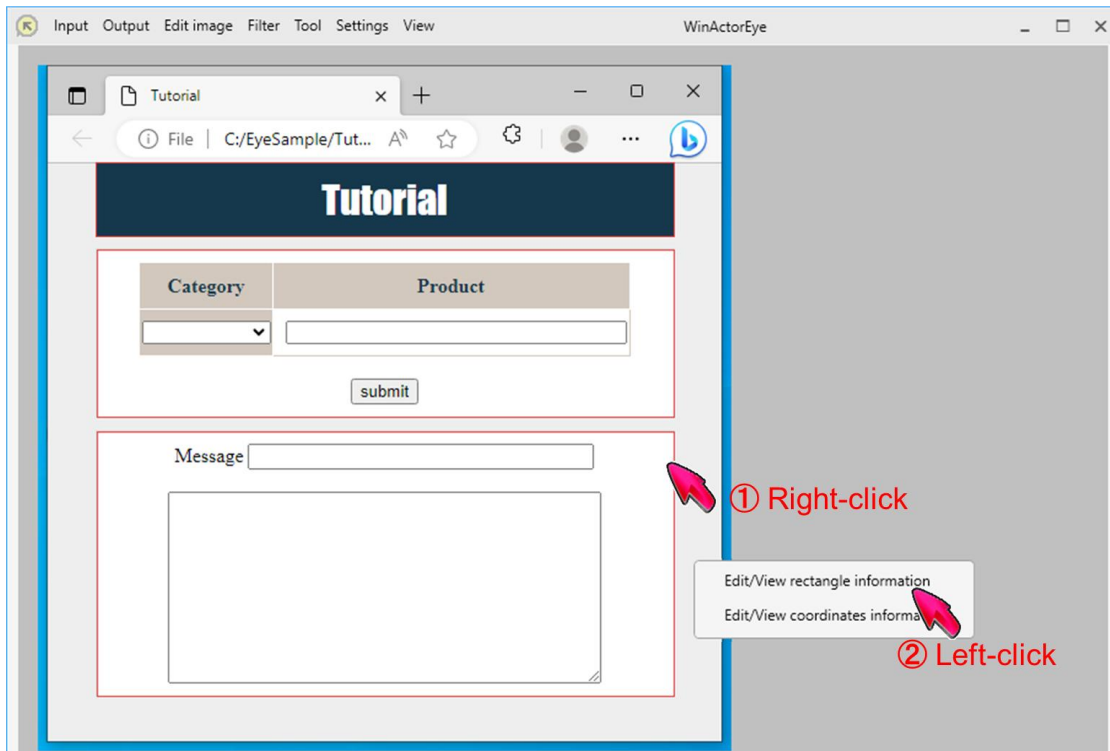 Input Output Edit image Filter Tool Settings View WinActorEye
Tutorial
File | C:/EyeSample/Tut...
Tutorial
Category Product
submit
Message
① Right-click
Edit/View rectangle information
Edit/View coordinates informa
② Left-click